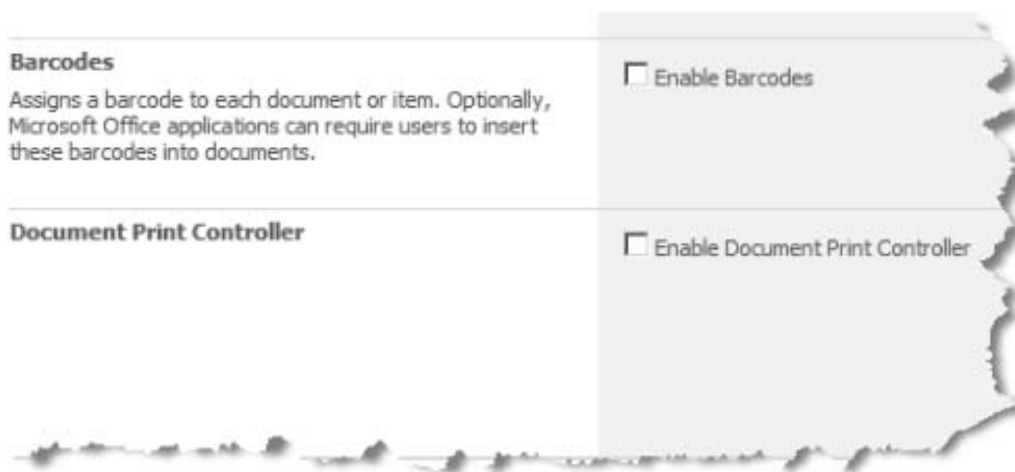 Barcodes
Enable Barcodes
Assigns a barcode to each document or item. Optionally,
Microsoft Office applications can require users to insert
these barcodes into documents.
Document Print Controller
Enable Document Print Controller